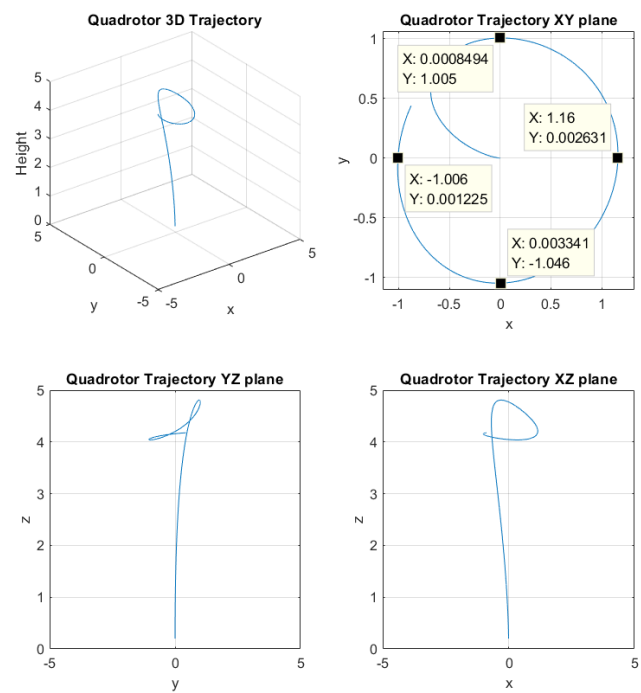 Quadrotor 3D Trajectory
Height
5
4
3
2
1
0
5
0
-5
y
-5
0
5
x
Quadrotor Trajectory XY plane
y
1
0.5
0
-0.5
-1
X: 0.0008494
Y: 1.005
X: 1.16
Y: 0.002631
X: -1.006
Y: 0.001225
X: 0.003341
Y: -1.046
-1
-0.5
0
0.5
1
x
Quadrotor Trajectory YZ plane
z
5
4
3
2
1
0
-5
0
5
y
Quadrotor Trajectory XZ plane
z
5
4
3
2
1
0
-5
0
5
x